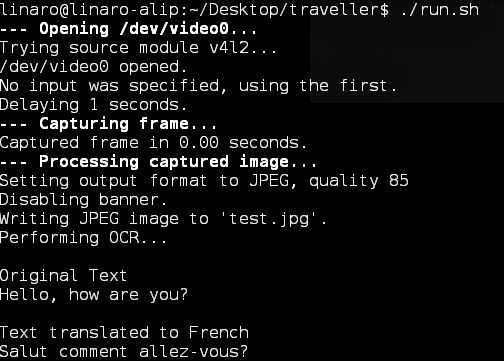 linaro@linaro-alip:~/Desktop/traveller$ ./run.sh
--- Opening /dev/video0...
Trying source module v4l2...
/dev/video0 opened.
No input was specified, using the first.
Delaying 1 seconds.
--- Capturing frame...
Captured frame in 0.00 seconds.
--- Processing captured image...
Setting output format to JPEG, quality 85
Disabling banner.
Writing JPEG image to 'test.jpg'.
Performing OCR...
Original Text
Hello, how are you?
Text translated to French
Salut comment allez-vous?